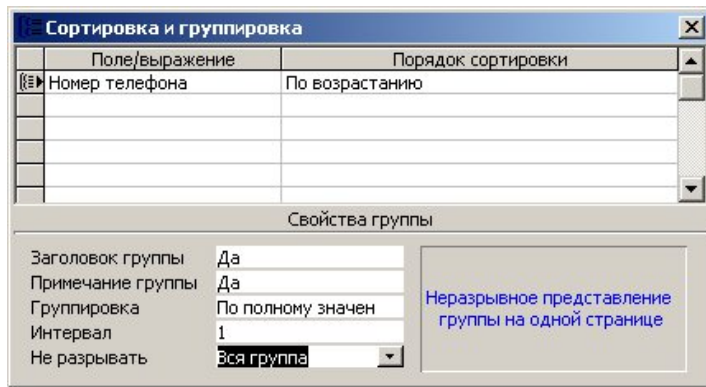 Сортировка и группировка
Поле/выражение Порядок сортировки
Номер телефона По возрастанию
Свойства группы
Заголовок группы Да
Примечание группы Да
Группировка По полному значен
Интервал 1
Не разрывать Вся группа
Неразрывное представление
группы на одной странице